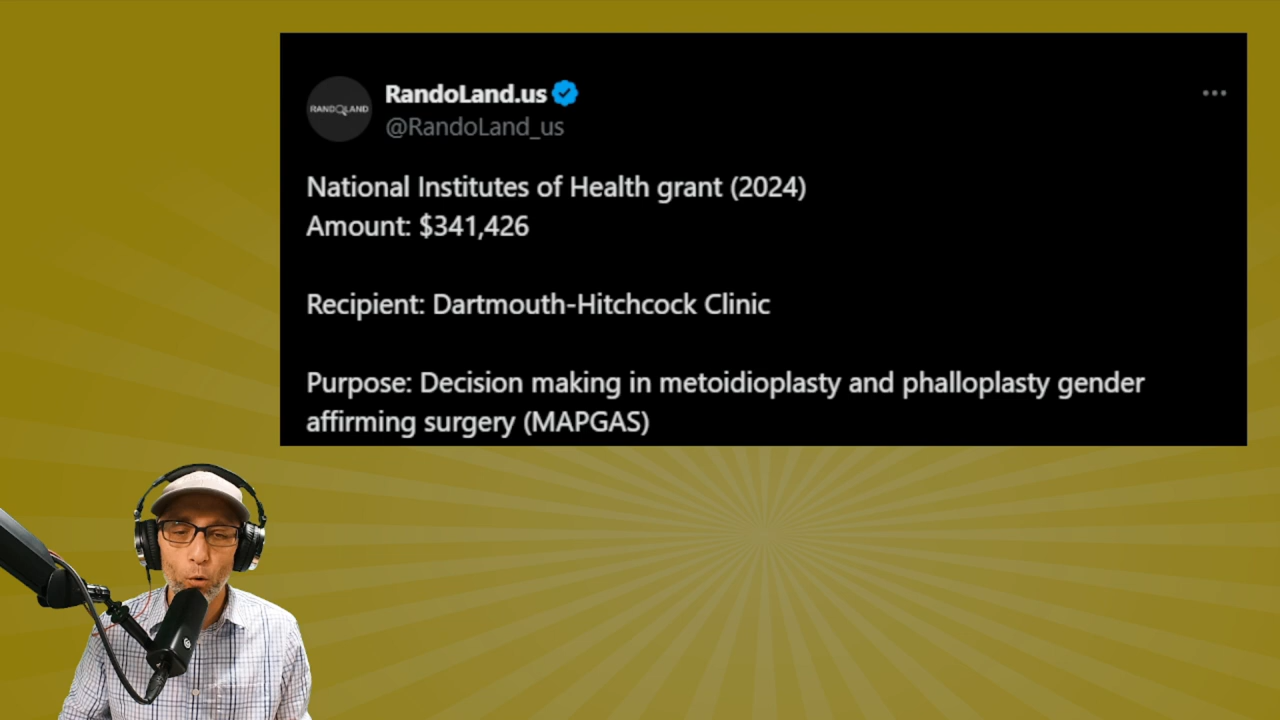 RANDOLAND
RandoLand.us
@RandoLand_us
National Institutes of Health grant (2024)
Amount: $341,426
Recipient: Dartmouth-Hitchcock Clinic
Purpose: Decision making in metoidioplasty and phalloplasty gender
affirming surgery (MAPGAS)